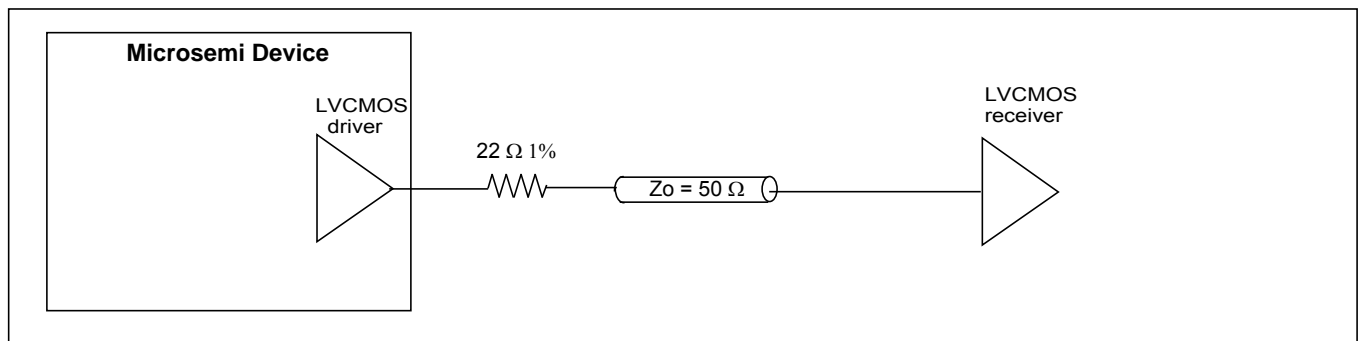 Microsemi Device
LVCMOS
driver
22 Ω 1%
Zo = 50 Ω
LVCMOS
receiver